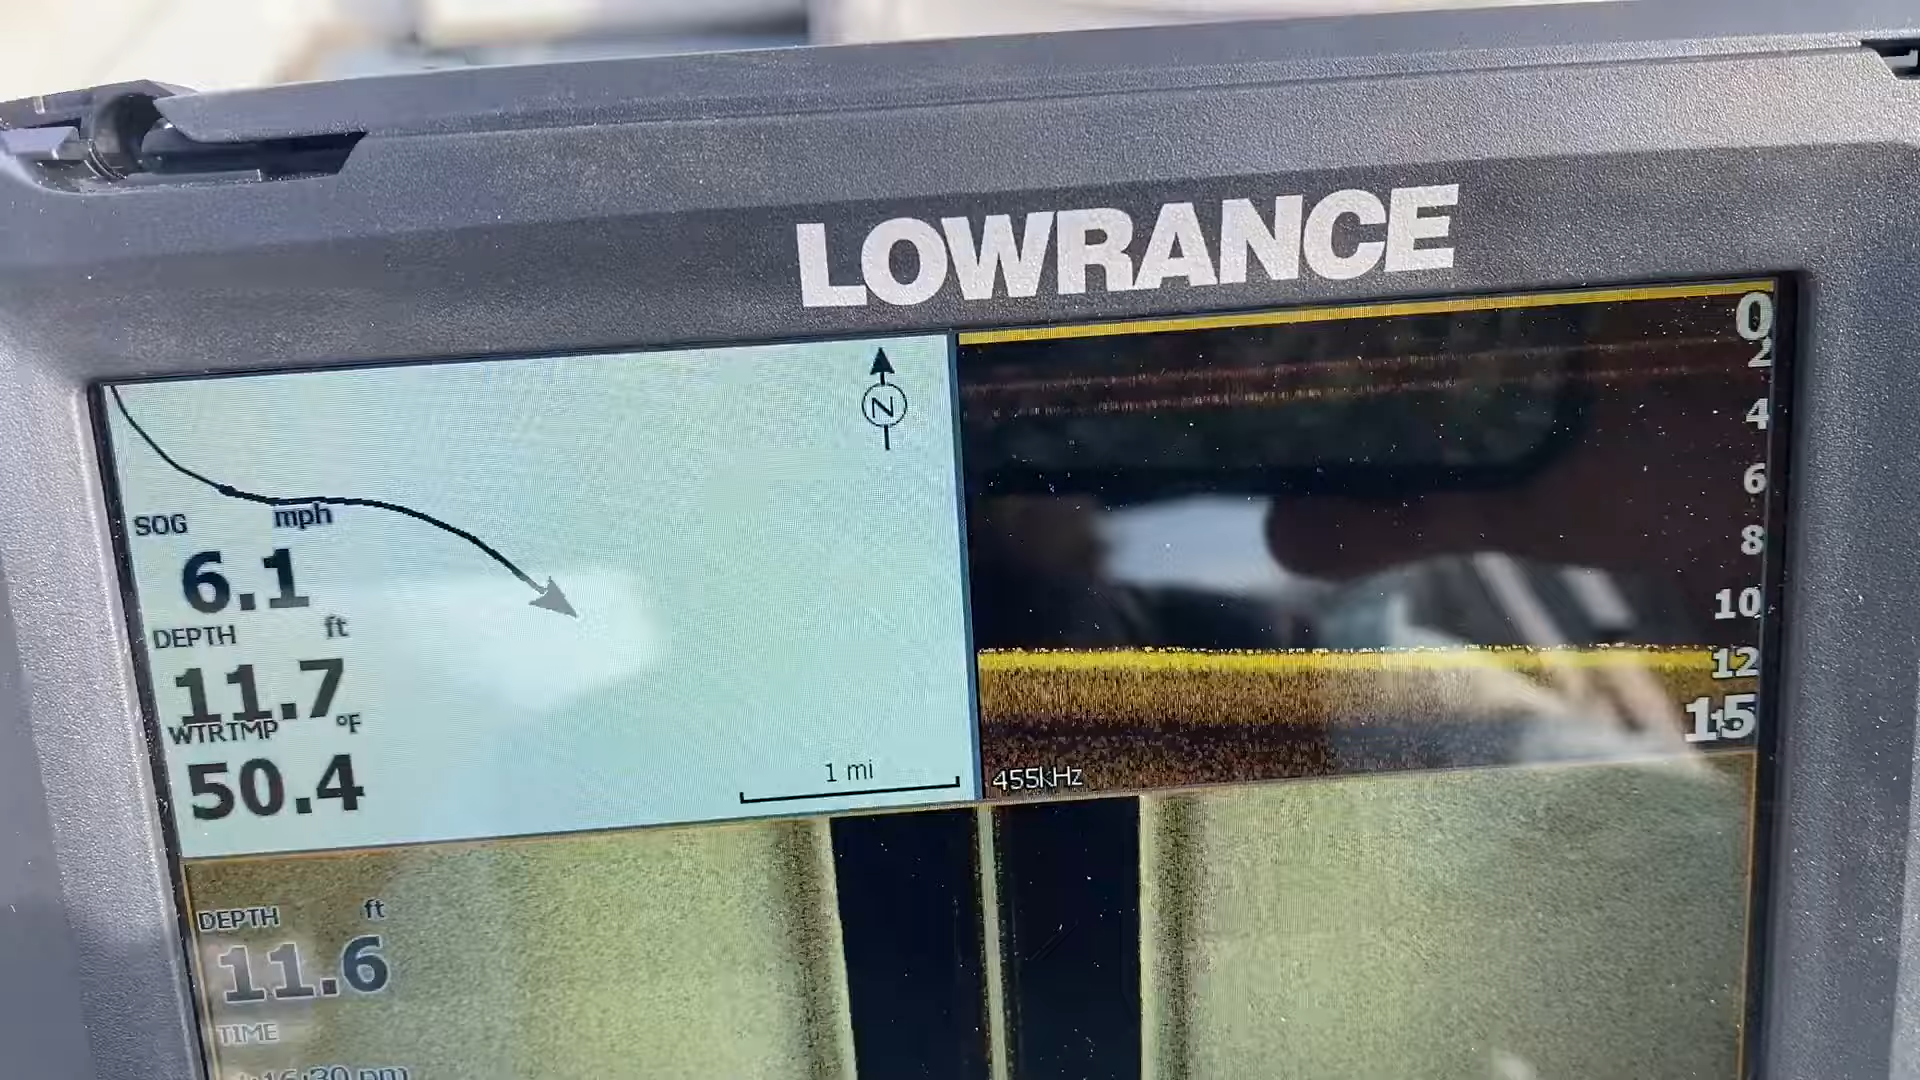 LOWRANCE
N
SOG mph
6.1
DEPTH ft
11.7
WTRTMP °F
50.4
1 mi
0
2
4
6
8
10
12
15
455kHz
DEPTH ft
11.6
TIME